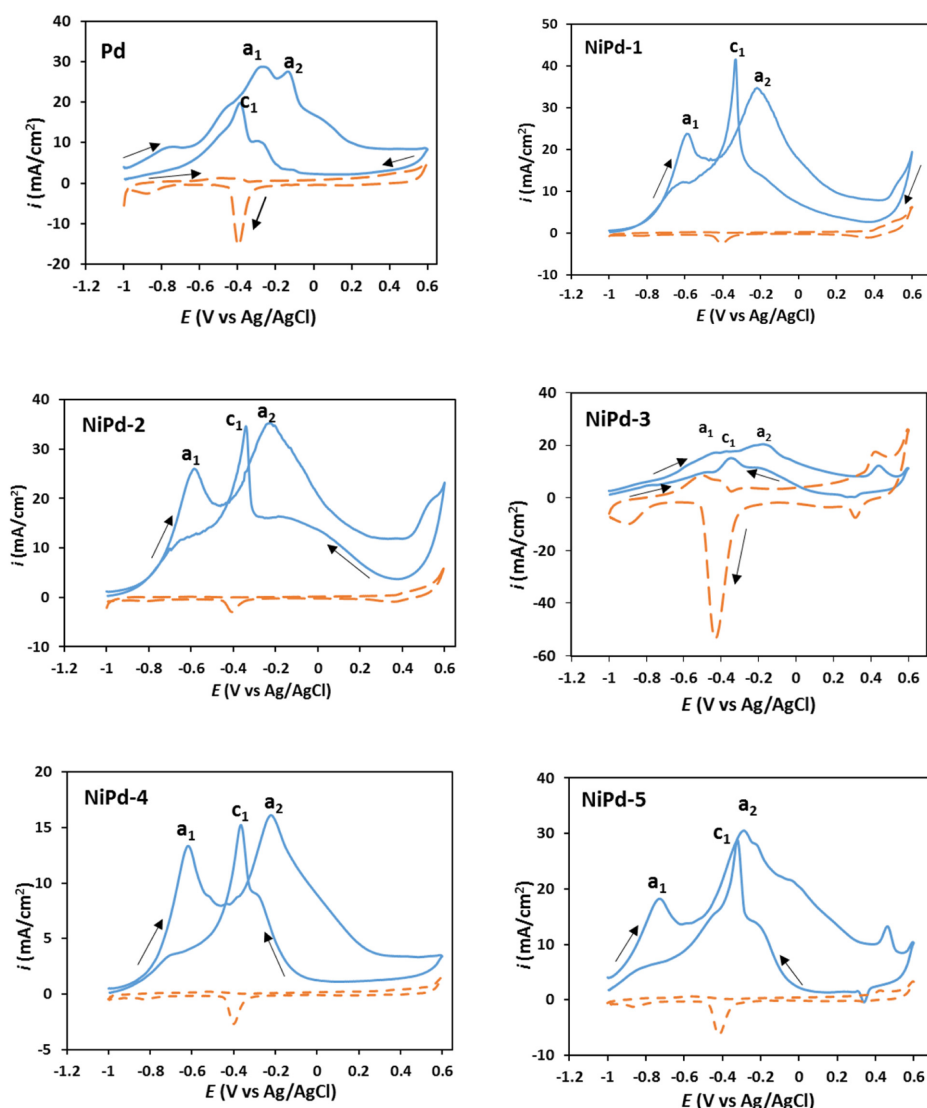 40
30
20
10
0
-10
-20
i (mA/cm2)
Pd
a1
a2
c1
-1.2 -1 -0.8 -0.6 -0.4 -0.2 0 0.2 0.4 0.6
E (V vs Ag/AgCl)
50
40
30
20
10
0
-10
i (mA/cm2)
NiPd-1
c1
a2
a1
-1.2 -1 -0.8 -0.6 -0.4 -0.2 0 0.2 0.4 0.6
E (V vs Ag/AgCl)
40
30
20
10
0
-10
i (mA/cm2)
NiPd-2
c1 a2
a1
-1.2 -1 -0.8 -0.6 -0.4 -0.2 0 0.2 0.4 0.6
E (V vs Ag/AgCl)
40
20
0
-20
-40
-60
i (mA/cm2)
NiPd-3
a1 c1 a2
-1.2 -1 -0.8 -0.6 -0.4 -0.2 0 0.2 0.4 0.6
E (V vs Ag/AgCl)
20
15
10
5
0
-5
i (mA/cm2)
NiPd-4
a1
c1 a2
-1.2 -1 -0.8 -0.6 -0.4 -0.2 0 0.2 0.4 0.6
E (V vs Ag/AgCl)
40
30
20
10
0
-10
i (mA/cm2)
NiPd-5
a2
c1
a1
-1.2 -1 -0.8 -0.6 -0.4 -0.2 0 0.2 0.4 0.6
E (V vs Ag/AgCl)